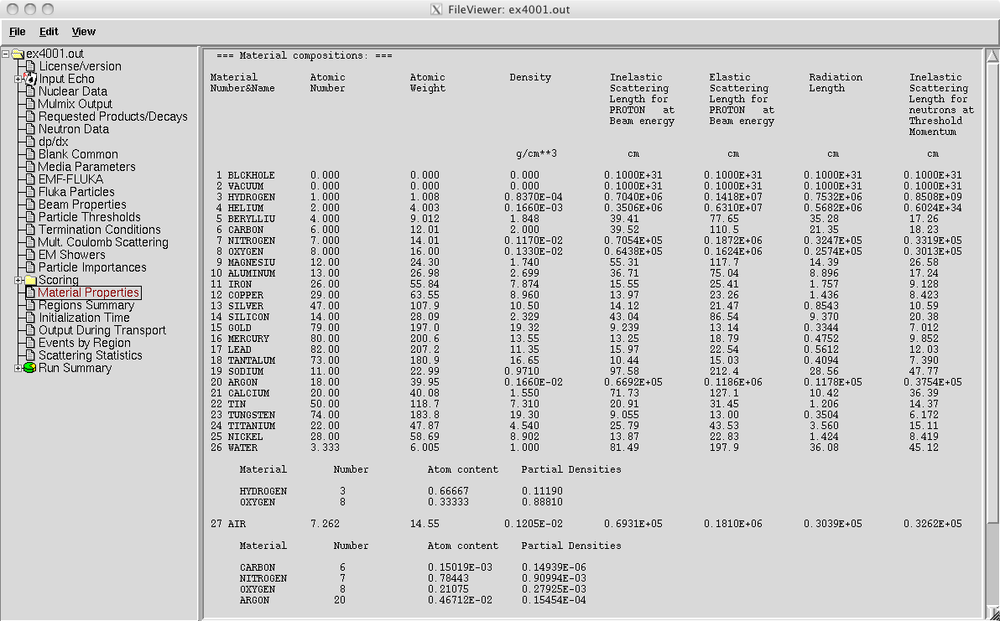 FileViewer: ex4001.out
File Edit View
ex4001.out
License/version
Input Echo
Nuclear Data
Mulmix Output
Requested Products/Decays
Neutron Data
dp/dx
Blank Common
Media Parameters
EMF-FLUKA
Fluka Particles
Beam Properties
Particle Thresholds
Termination Conditions
Mult. Coulomb Scattering
EM Showers
Particle Importances
Scoring
Material Properties
Regions Summary
Initialization Time
Output During Transport
Events by Region
Scattering Statistics
Run Summary
=== Material compositions: ===
Material Atomic Atomic Density Inelastic Elastic Radiation Inelastic
Number&Name Number Weight Scattering Scattering Length Scattering
Length for Length for Length for
PROTON at PROTON at neutrons at
Beam energy Beam energy Threshold
Momentum
g/cm**3 cm cm cm cm
1 BLCKHOLE 0.000 0.000 0.000 0.1000E+31 0.1000E+31 0.1000E+31 0.1000E+31
2 VACUUM 0.000 0.000 0.000 0.1000E+31 0.1000E+31 0.1000E+31 0.1000E+31
3 HYDROGEN 1.000 1.008 0.8370E-04 0.7040E+06 0.1418E+07 0.7532E+06 0.8508E+09
4 HELIUM 2.000 4.003 0.1660E-03 0.3506E+06 0.6310E+07 0.5682E+06 0.6024E+34
5 BERYLLIU 4.000 9.012 1.848 39.41 77.65 35.28 17.26
6 CARBON 6.000 12.01 2.000 39.52 110.5 21.35 18.23
7 NITROGEN 7.000 14.01 0.1170E-02 0.7054E+05 0.1872E+06 0.3247E+05 0.3319E+05
8 OXYGEN 8.000 16.00 0.1330E-02 0.6438E+05 0.1624E+06 0.2574E+05 0.3013E+05
9 MAGNESIU 12.00 24.30 1.740 55.31 117.7 14.39 26.58
10 ALUMINUM 13.00 26.98 2.699 36.71 75.04 8.896 17.24
11 IRON 26.00 55.84 7.874 15.55 25.41 1.757 9.128
12 COPPER 29.00 63.55 8.960 13.97 23.26 1.436 8.423
13 SILVER 47.00 107.9 10.50 14.12 21.47 0.8543 10.59
14 SILICON 14.00 28.09 2.329 43.04 86.54 9.370 20.38
15 GOLD 79.00 197.0 19.32 9.239 13.14 0.3344 7.012
16 MERCURY 80.00 200.6 13.55 13.25 18.79 0.4752 9.852
17 LEAD 82.00 207.2 11.35 15.97 22.54 0.5612 12.03
18 TANTALUM 73.00 180.9 16.65 10.44 15.03 0.4094 7.390
19 SODIUM 11.00 22.99 0.9710 97.58 212.4 28.56 47.77
20 ARGON 18.00 39.95 0.1660E-02 0.6692E+05 0.1186E+06 0.1178E+05 0.3754E+05
21 CALCIUM 20.00 40.08 1.550 71.73 127.1 10.42 36.39
22 TIN 50.00 118.7 7.310 20.91 31.45 1.206 14.37
23 TUNGSTEN 74.00 183.8 19.30 9.055 13.00 0.3504 6.172
24 TITANIUM 22.00 47.87 4.540 25.79 43.53 3.560 15.11
25 NICKEL 28.00 58.69 8.902 13.87 22.83 1.424 8.419
26 WATER 3.333 6.005 1.000 81.49 197.9 36.08 45.12
Material Number Atom content Partial Densities
HYDROGEN 3 0.66667 0.11190
OXYGEN 8 0.33333 0.88810
27 AIR 7.262 14.55 0.1205E-02 0.6931E+05 0.1810E+06 0.3039E+05 0.3262E+05
Material Number Atom content Partial Densities
CARBON 6 0.15019E-03 0.14939E-06
NITROGEN 7 0.78443 0.90994E-03
OXYGEN 8 0.21075 0.27925E-03
ARGON 20 0.46712E-02 0.15454E-04